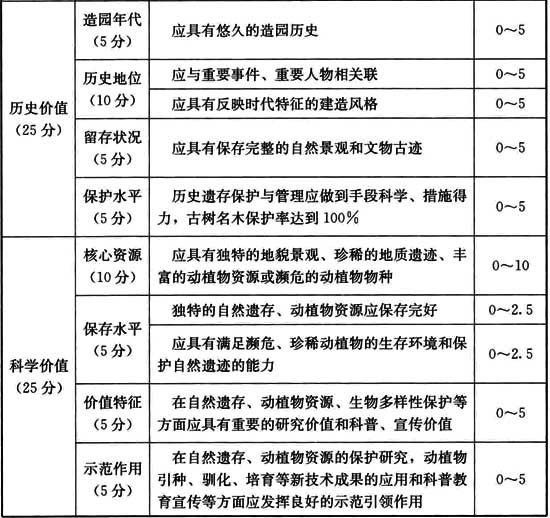 历史价值
(25 分)
造园年代
(5 分)
应具有悠久的造园历史
0～5
历史地位
(10 分)
应与重要事件、重要人物相关联
0～5
应具有反映时代特征的建造风格
0～5
留存状况
(5 分)
应具有保存完整的自然景观和文物古迹
0～5
保护水平
(5 分)
历史遗存保护与管理应做到手段科学、措施得
力，古树名木保护率达到 100%
0～5
科学价值
(25 分)
核心资源
(10 分)
应具有独特的地貌景观、珍稀的地质遗迹、丰
富的动植物资源或濒危的动植物物种
0～10
保存水平
(5 分)
独特的自然遗存、动植物资源应保存完好
0～2.5
应具有满足濒危、珍稀动植物的生存环境和保
护自然遗迹的能力
0～2.5
价值特征
(5 分)
在自然遗存、动植物资源、生物多样性保护等
方面应具有重要的研究价值和科普、宣传价值
0～5
示范作用
(5 分)
在自然遗存、动植物资源的保护研究，动植物
引种、驯化、培育等新技术成果的应用和科普教
育宣传等方面应发挥良好的示范引领作用
0～5